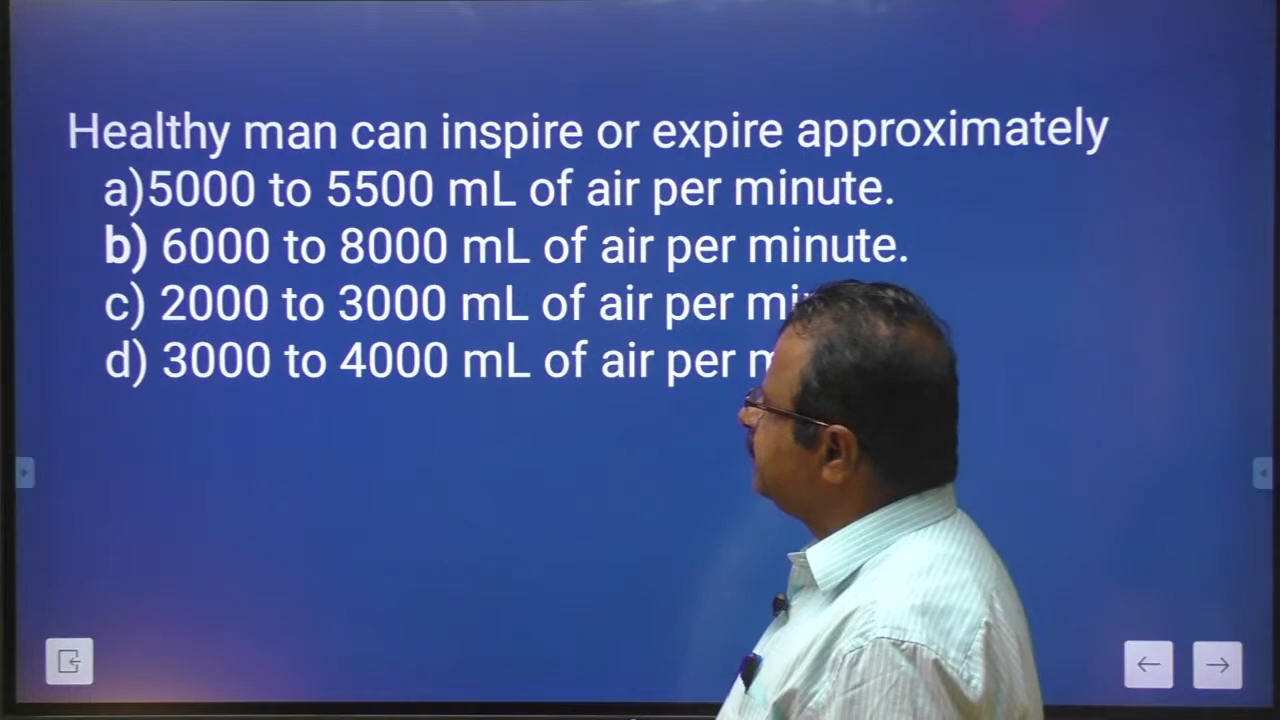 Healthy man can inspire or expire approximately
a)5000 to 5500 mL of air per minute.
b) 6000 to 8000 mL of air per minute.
c) 2000 to 3000 mL of air per
d) 3000 to 4000 mL of air per